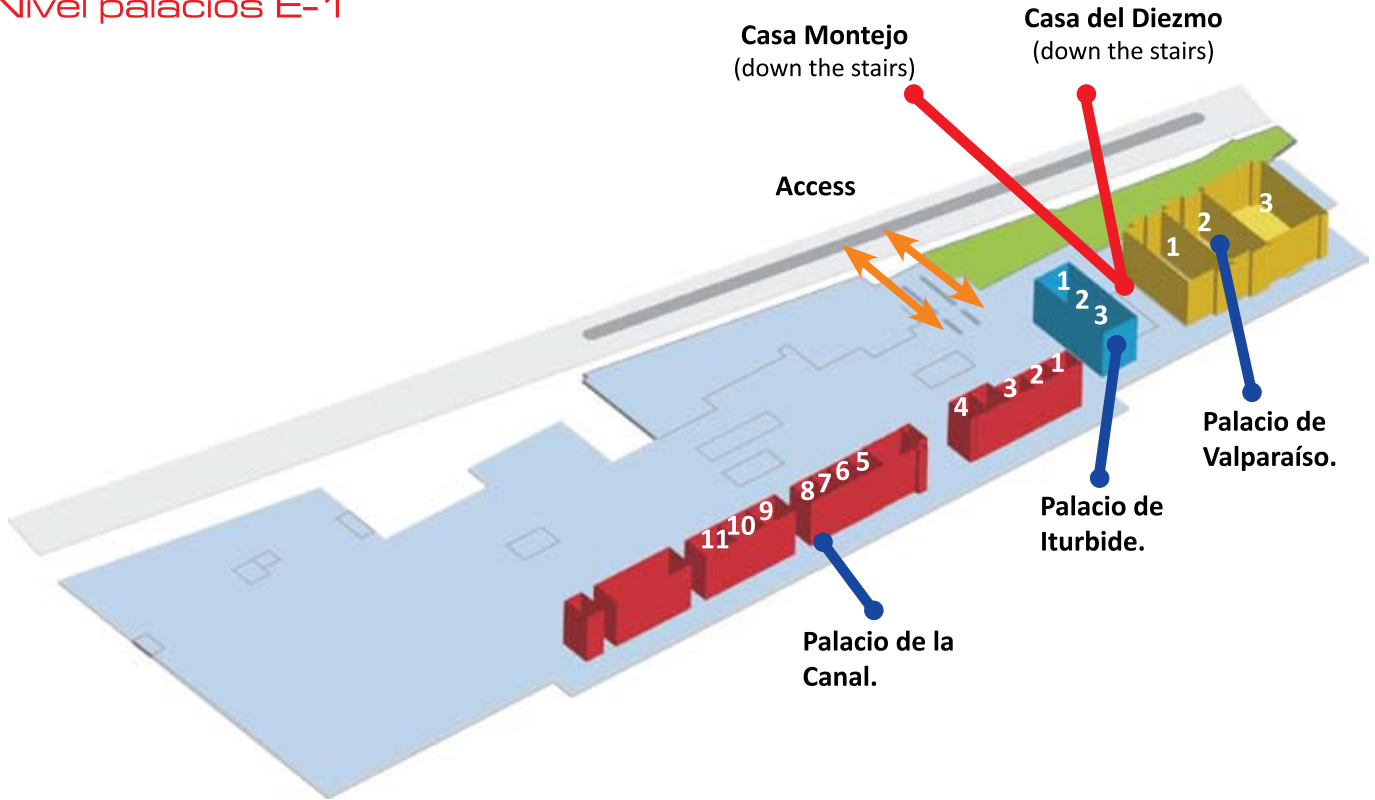 Nivel palacios E-1
Casa Montejo
(down the stairs)
Casa del Diezmo
(down the stairs)
Access
3
2
1
1
2
3
1
2
3
4
Palacio de
Valparaíso.
5
6
7
8
Palacio de
Iturbide.
9
10
11
Palacio de la
Canal.